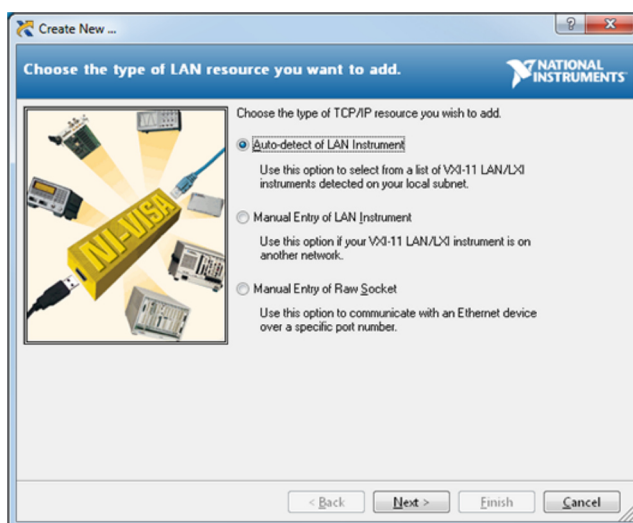 Create New ...
Choose the type of LAN resource you want to add.
NATIONAL
INSTRUMENTS
Choose the type of TCP/IP resource you wish to add.
Auto-detect of LAN Instrument
Use this option to select from a list of VXI-11 LAN/LXI
instruments detected on your local subnet.
Manual Entry of LAN Instrument
Use this option if your VXI-11 LAN/LXI instrument is on
another network.
Manual Entry of Raw Socket
Use this option to communicate with an Ethernet device
over a specific port number.
NI-VISA
< Back
Next >
Finish
Cancel